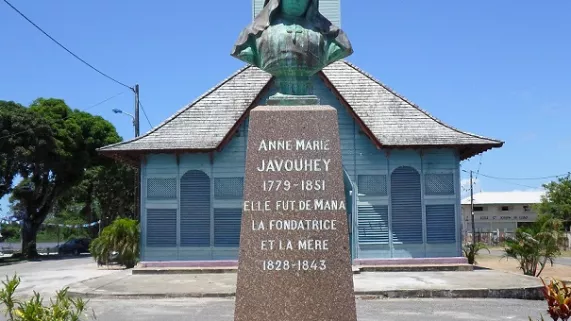 ANNE MARIE
JAVOUHEY
1779-1851
ELLE FUT DE MANA
LA FONDATRICE
ET LA MÈRE
1828-1843